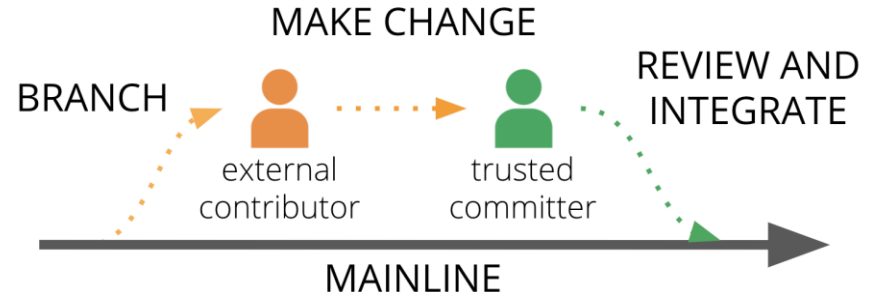 MAKE CHANGE
BRANCH
REVIEW AND
INTEGRATE
external
contributor
trusted
committer
MAINLINE